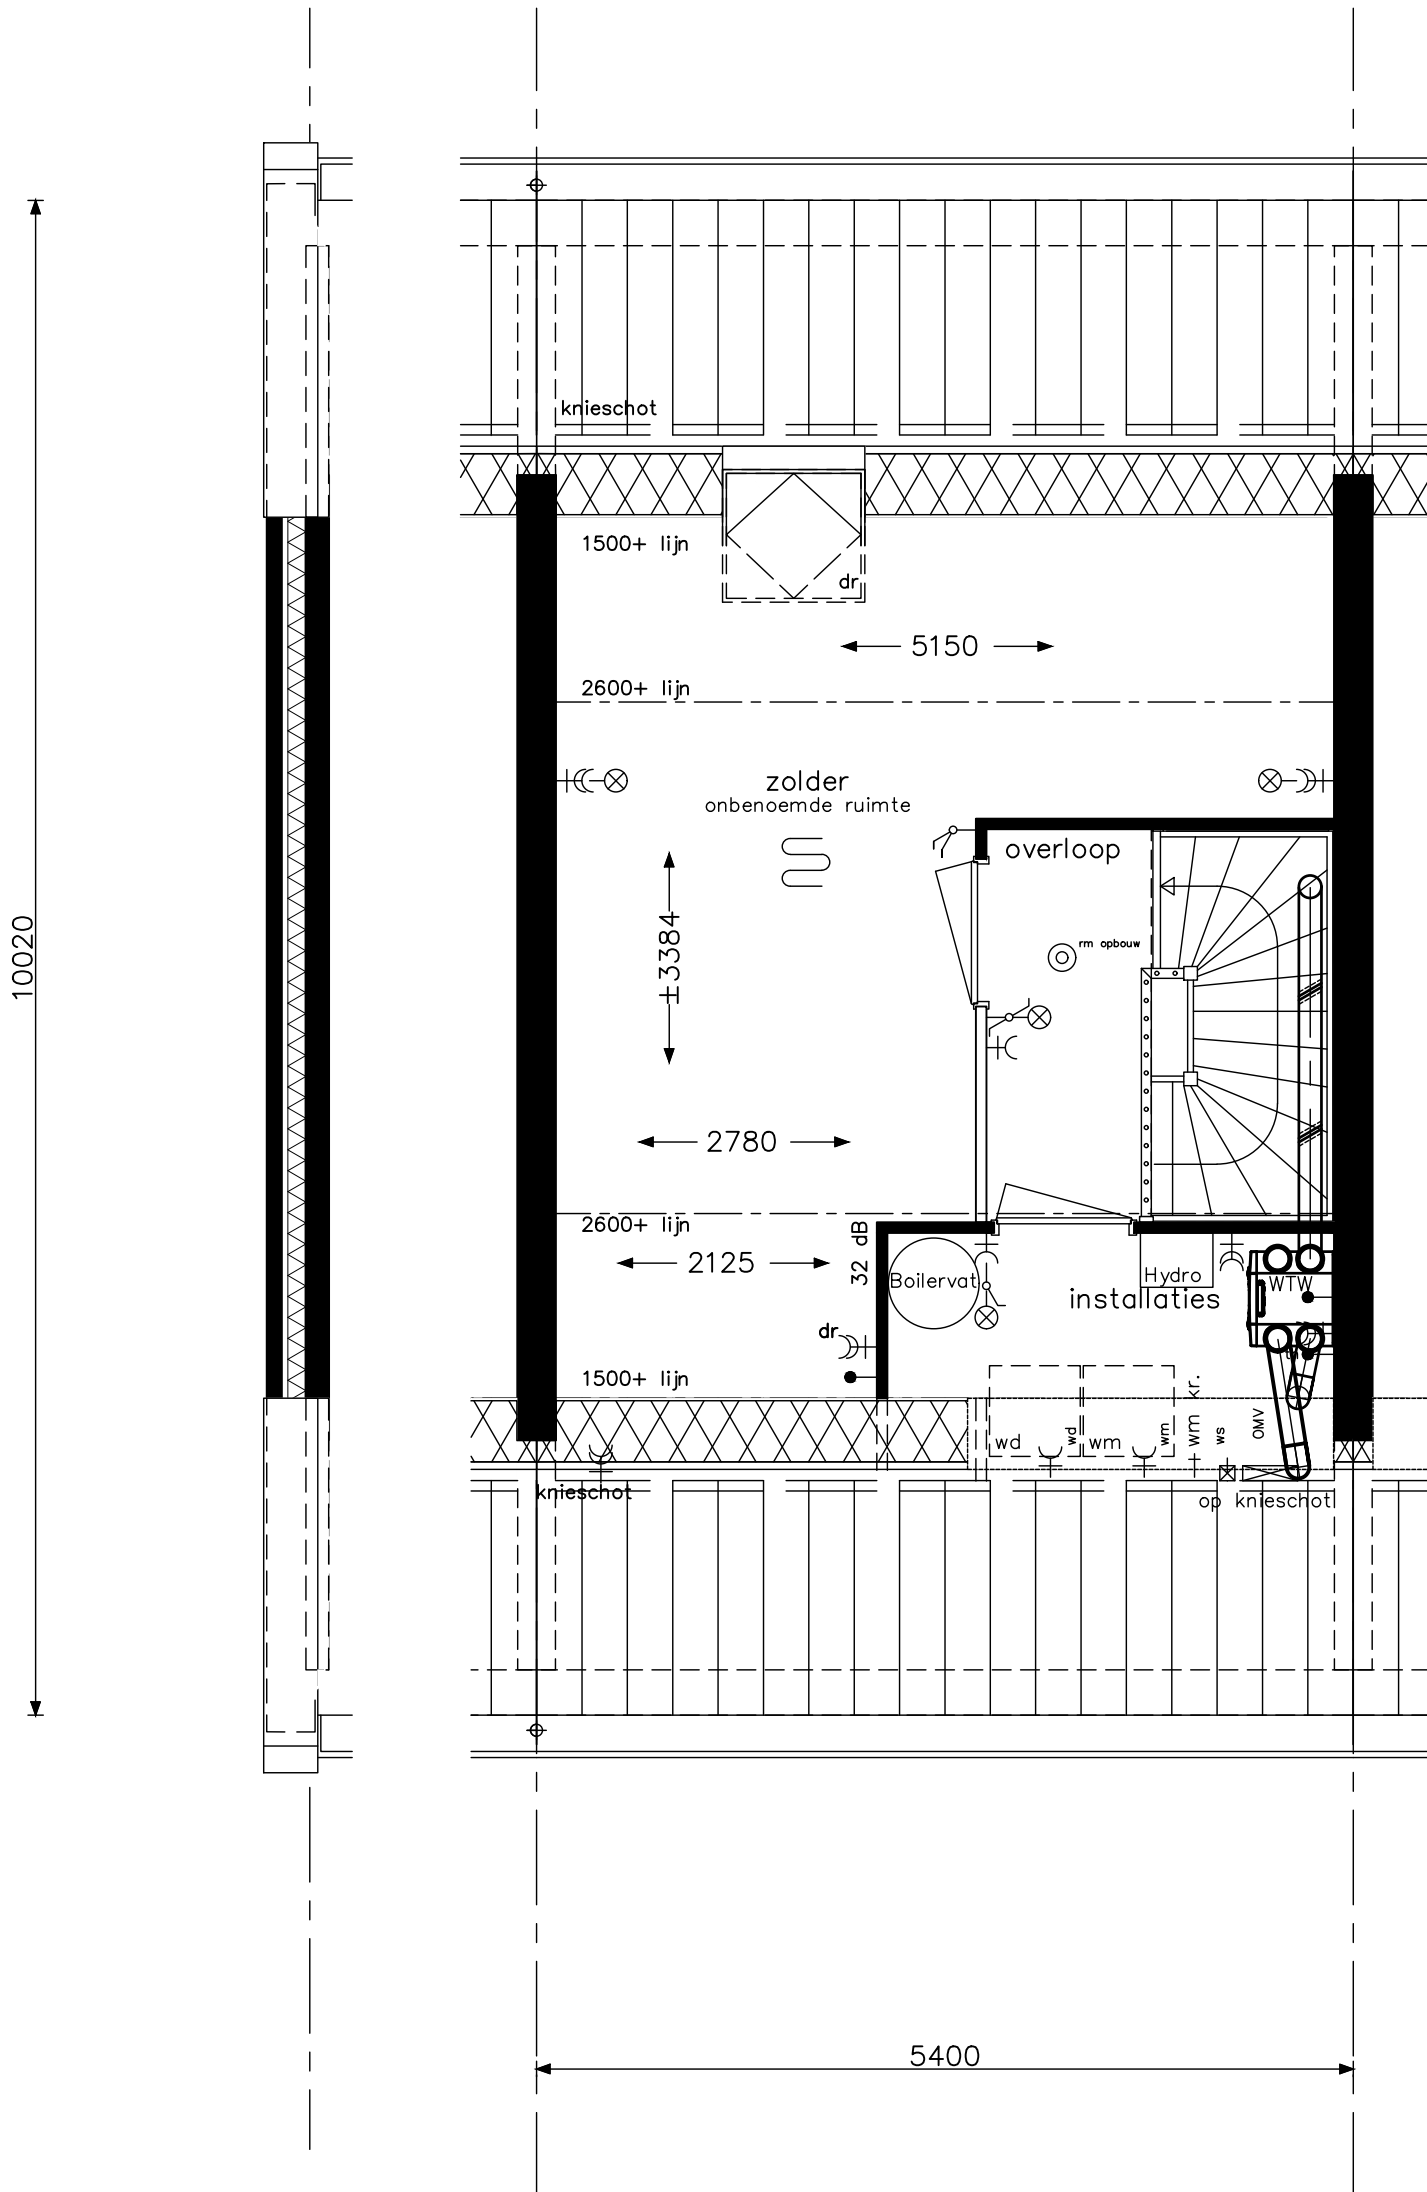 knieschot
1500+ lijn
dr
5150
2600+ lijn
zolder
onbenoemde ruimte
overloop
rm opbouw
±3384
10020
2780
2600+ lijn
2125
32 dB
Boilervat
Hydro
WTW
installaties
dr
1500+ lijn
wd
wd
wm
wm
wm kr.
ws
OMV
knieschot
op knieschot
5400